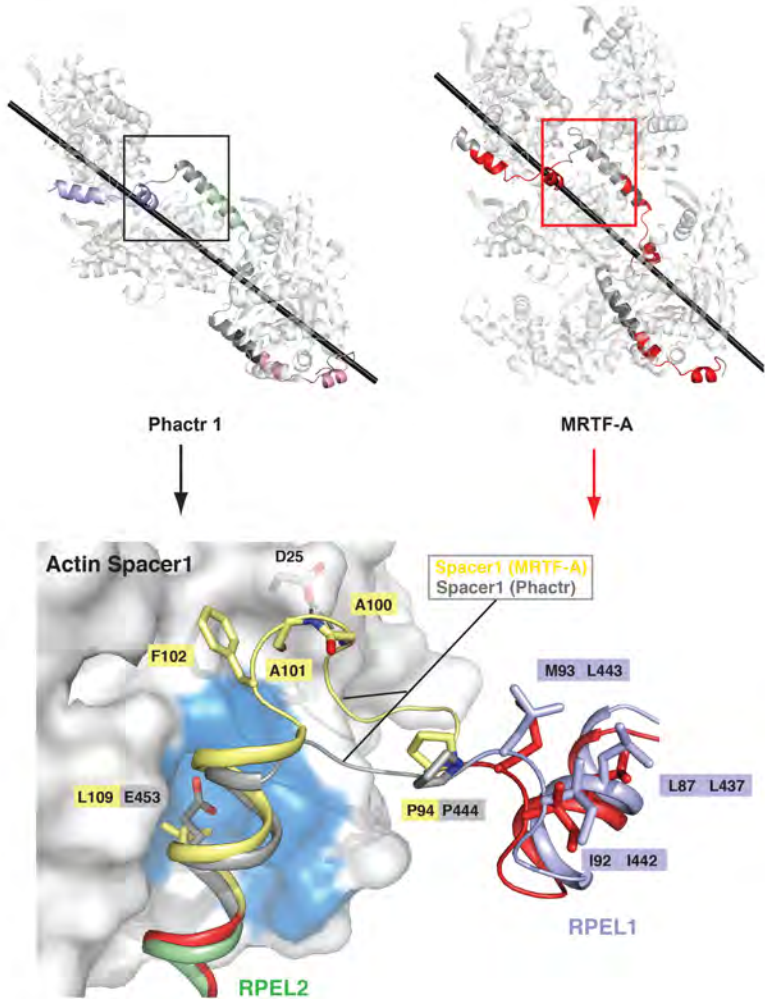 Phactr 1
MRTF-A
Actin Spacer1
D25
Spacer1 (MRTF-A)
Spacer1 (Phactr)
A100
F102
A101
M93 L443
L87 L437
L109 E453
P94 P444
I92 I442
RPEL1
RPEL2